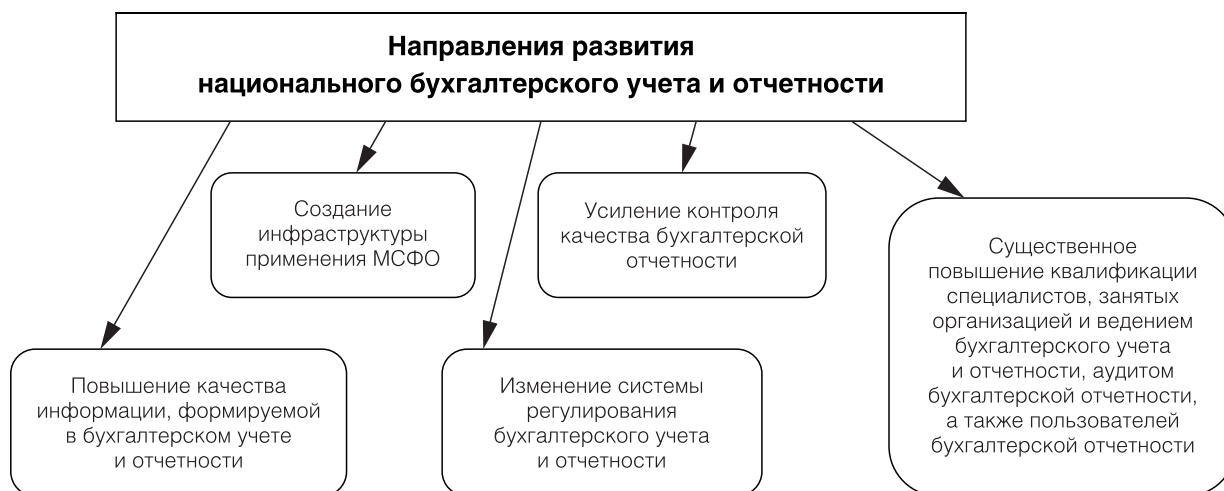 Направления развития
национального бухгалтерского учета и отчетности
Создание
инфраструктуры
применения МСФО
Усиление контроля
качества бухгалтерской
отчетности
Существенное
повышение квалификации
специалистов, занятых
организацией и ведением
бухгалтерского учета
и отчетности, аудитом
бухгалтерской отчетности,
а также пользователей
бухгалтерской отчетности
Повышение качества
информации, формируемой
в бухгалтерском учете
и отчетности
Изменение системы
регулирования
бухгалтерского учета
и отчетности